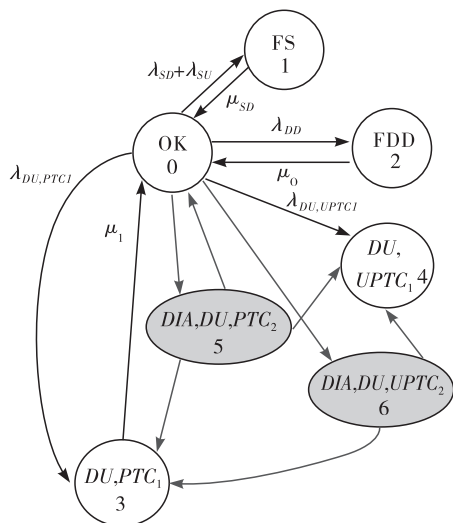 FS
1
λSD+λSU
μSD
OK
0
λDD
FDD
2
μO
λDU,PTC1
λDU,UPTC1
μ1
DU,
UPTC1 4
DIA,DU,PTC2
5
DIA,DU,UPTC2
6
DU,PTC1
3